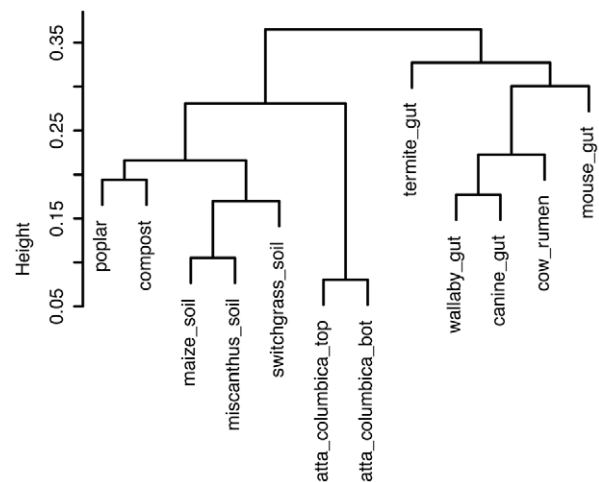 Height
0.35
0.25
0.15
0.05
poplar
compost
maize_soil
miscanthus_soil
switchgrass_soil
atta_columbica_top
atta_columbica_bot
termite_gut
wallaby_gut
canine_gut
cow_rumen
mouse_gut